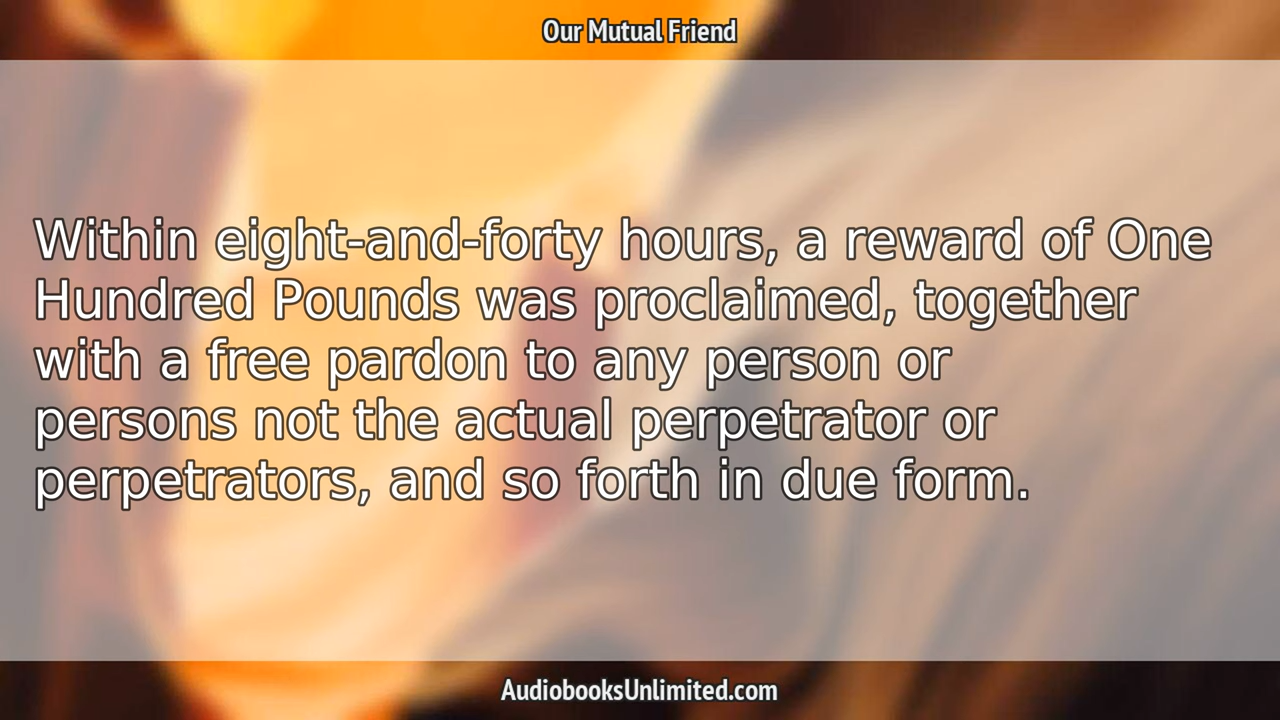 Our Mutual Friend
Within eight-and-forty hours, a reward of One
Hundred Pounds was proclaimed, together
with a free pardon to any person or
persons not the actual perpetrator or
perpetrators, and so forth in due form.
AudiobooksUnlimited.com